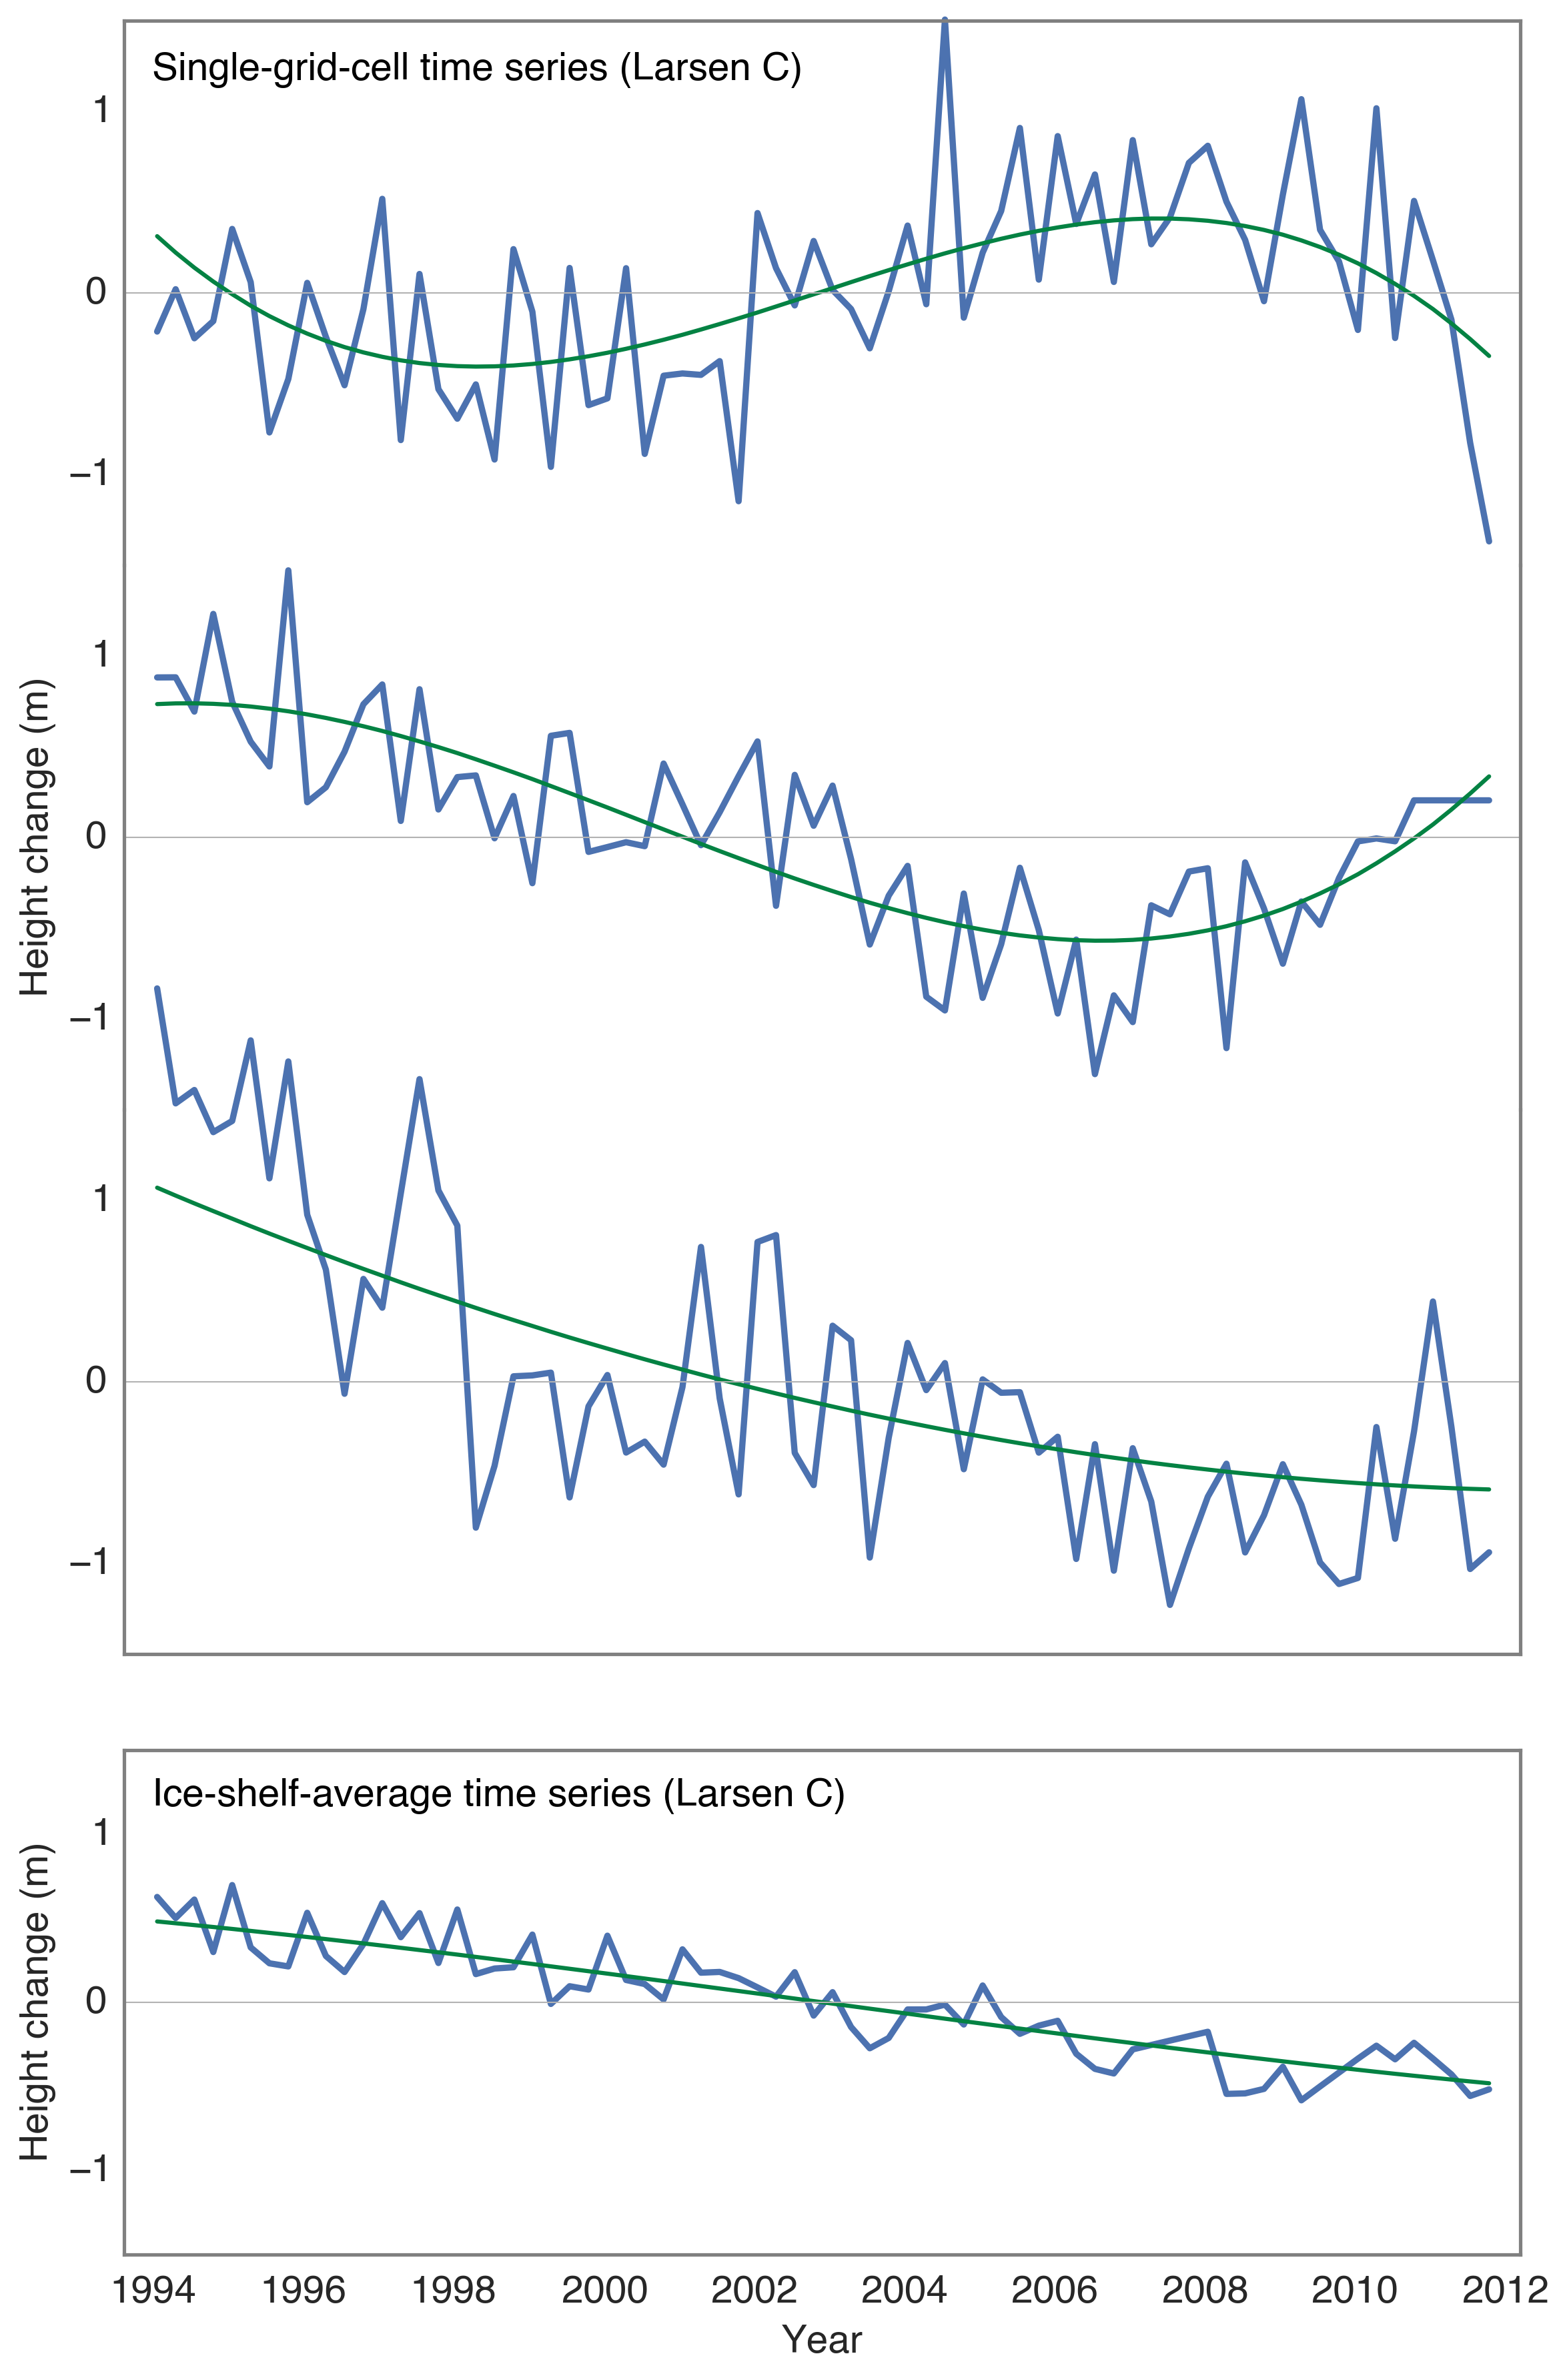 Single-grid-cell time series (Larsen C)
1
0
−1
1
0
−1
1
0
−1
Height change (m)
Ice-shelf-average time series (Larsen C)
1
0
−1
Height change (m)
1994 1996 1998 2000 2002 2004 2006 2008 2010 2012
Year